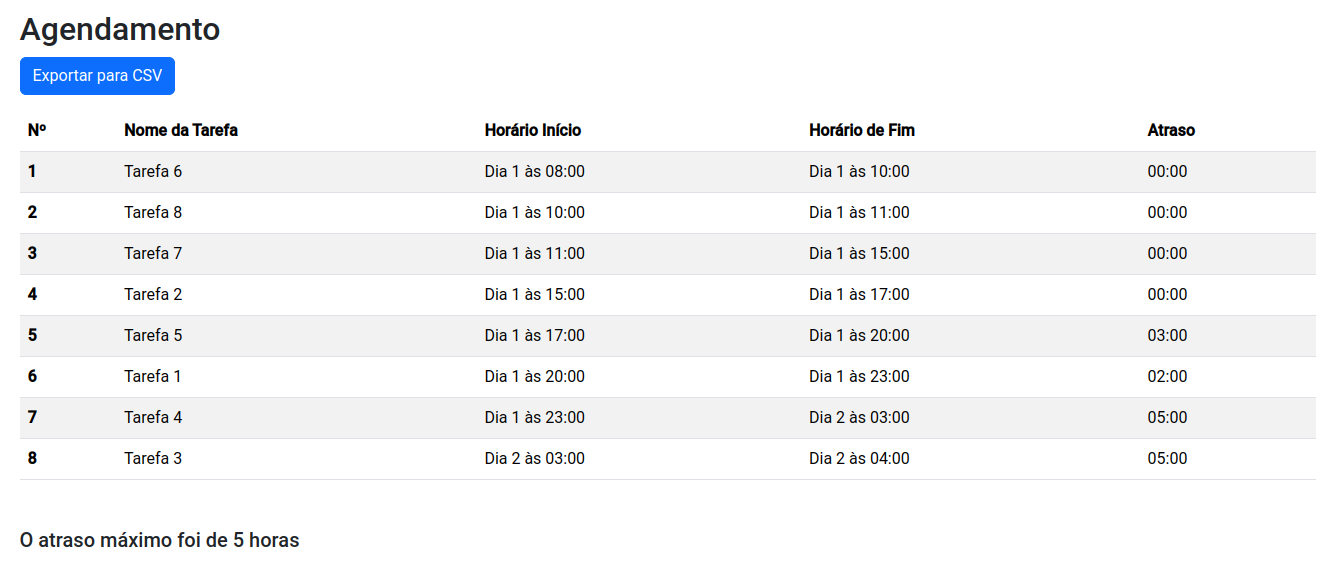 Agendamento
Exportar para CSV
Nº Nome da Tarefa Horário Início Horário de Fim Atraso
1 Tarefa 6 Dia 1 às 08:00 Dia 1 às 10:00 00:00
2 Tarefa 8 Dia 1 às 10:00 Dia 1 às 11:00 00:00
3 Tarefa 7 Dia 1 às 11:00 Dia 1 às 15:00 00:00
4 Tarefa 2 Dia 1 às 15:00 Dia 1 às 17:00 00:00
5 Tarefa 5 Dia 1 às 17:00 Dia 1 às 20:00 03:00
6 Tarefa 1 Dia 1 às 20:00 Dia 1 às 23:00 02:00
7 Tarefa 4 Dia 1 às 23:00 Dia 2 às 03:00 05:00
8 Tarefa 3 Dia 2 às 03:00 Dia 2 às 04:00 05:00
O atraso máximo foi de 5 horas